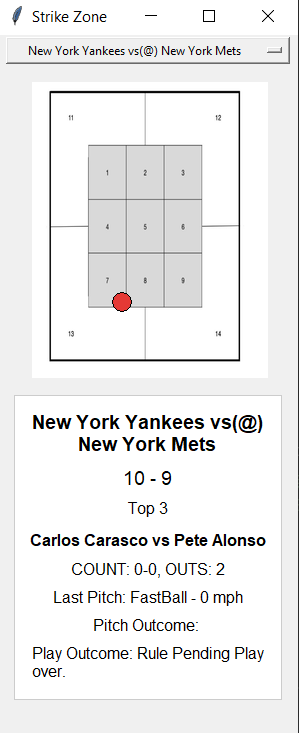 Strike Zone
New York Yankees vs(@) New York Mets
11 12
1 2 3
4 5 6
7 8 9
13 14
New York Yankees vs(@)
New York Mets
10 - 9
Top 3
Carlos Carasco vs Pete Alonso
COUNT: 0-0, OUTS: 2
Last Pitch: FastBall - 0 mph
Pitch Outcome:
Play Outcome: Rule Pending Play
over.